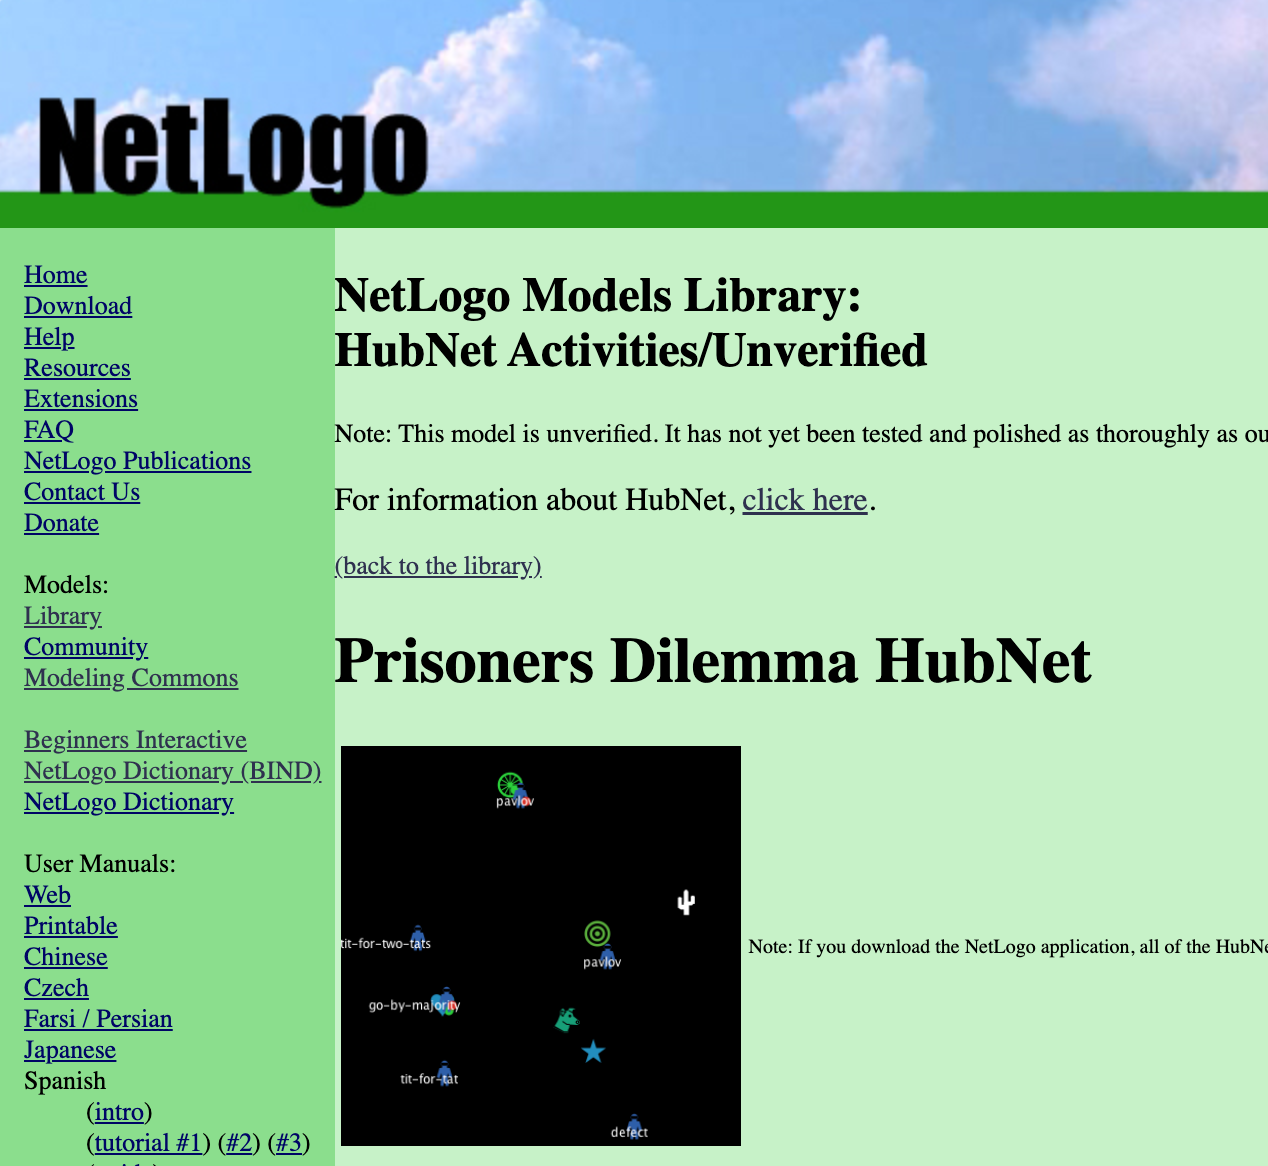 NetLogo
Home
Download
Help
Resources
Extensions
FAQ
NetLogo Publications
Contact Us
Donate
Models:
Library
Community
Modeling Commons
Beginners Interactive
NetLogo Dictionary (BIND)
NetLogo Dictionary
User Manuals:
Web
Printable
Chinese
Czech
Farsi / Persian
Japanese
Spanish
(intro)
(tutorial #1) (#2) (#3)
NetLogo Models Library:
HubNet Activities/Unverified
Note: This model is unverified. It has not yet been tested and polished as thoroughly as ou
For information about HubNet, click here.
(back to the library)
Prisoners Dilemma HubNet
pavlov
tit-for-two-tats
pavlov
go-by-majority
tit-for-tat
defect
Note: If you download the NetLogo application, all of the HubNe